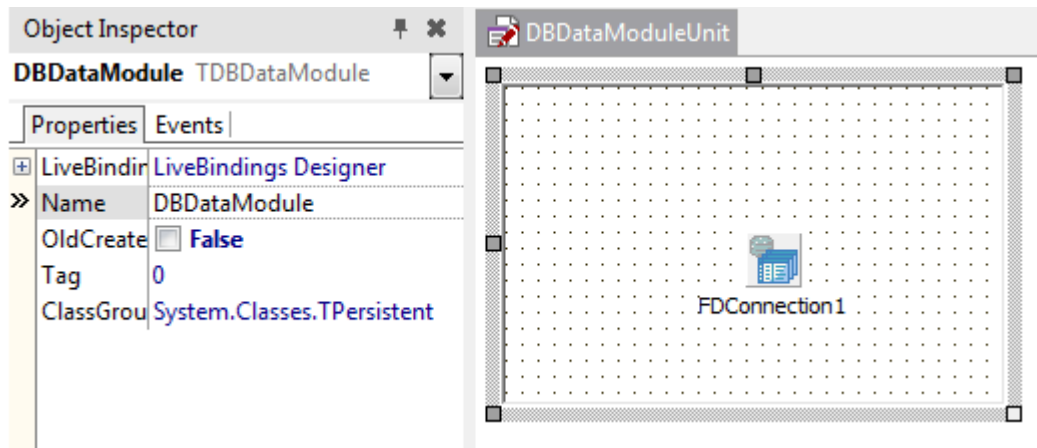 Object Inspector
DBDataModule TDBDataModule
Properties Events
LiveBindin LiveBindings Designer
Name DBDataModule
OldCreate False
Tag 0
ClassGrou System.Classes.TPersistent
DBDataModuleUnit
FDConnection1